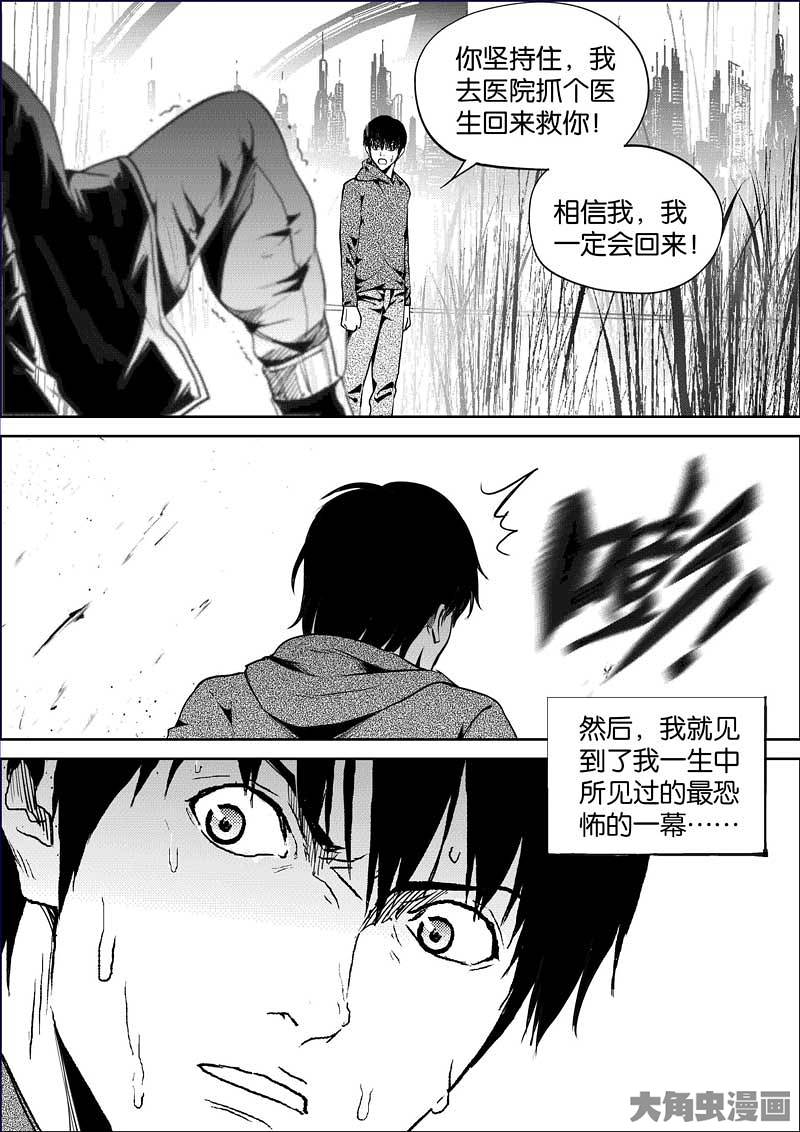 你坚持住，我
去医院抓个医
生回来救你！
相信我，我
一定会回来！
然后，我就见
到了我一生中
所见过的最恐
怖的一幕……
大角虫漫画